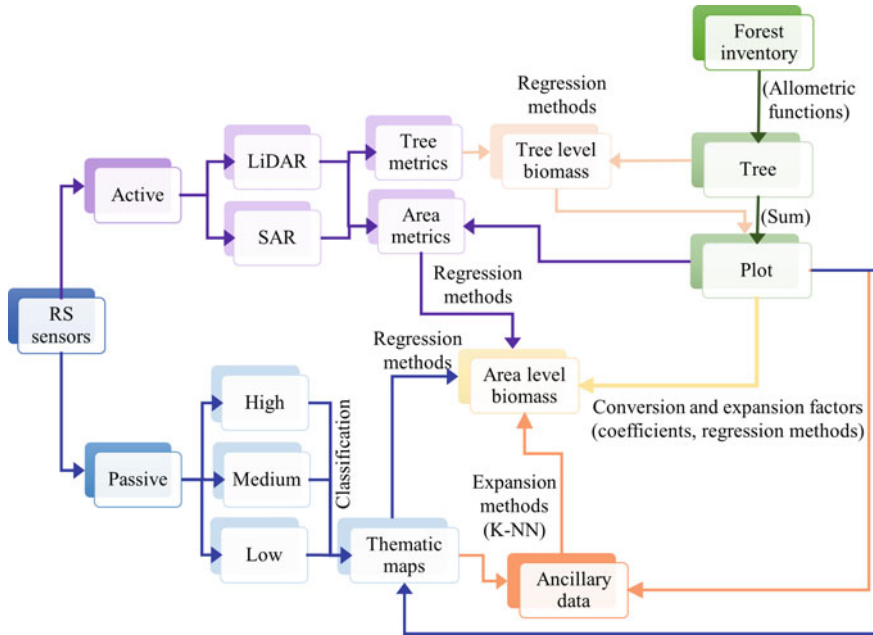 Forest
inventory
(Allometric
functions)
Regression
methods
LiDAR
Tree
metrics
Tree level
biomass
Tree
Active
(Sum)
SAR
Area
metrics
Plot
Regression
methods
RS
sensors
Regression
methods
Area level
biomass
High
Classification
Conversion and expansion factors
(coefficients, regression methods)
Passive
Medium
Expansion
methods
(K-NN)
Low
Thematic
maps
Ancillary
data